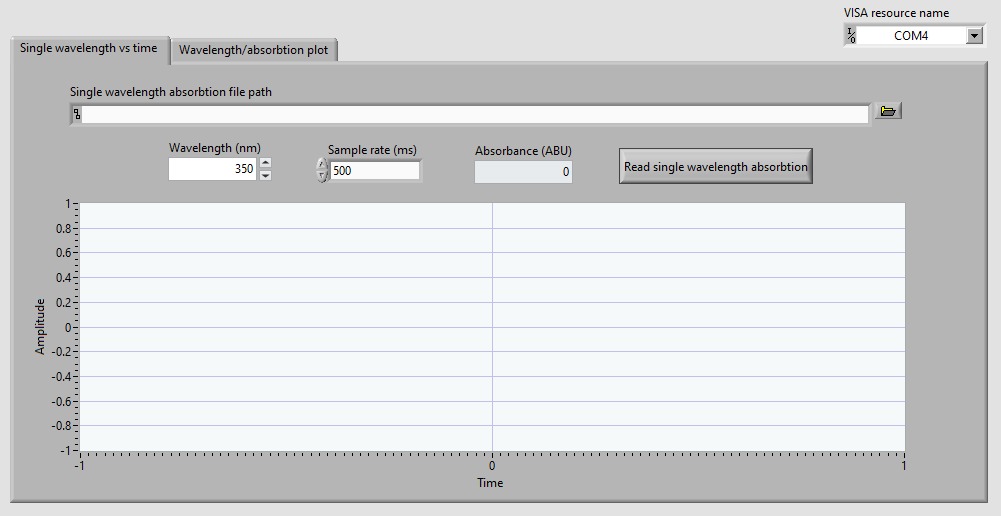 VISA resource name
COM4
Single wavelength vs time
Wavelength/absorbtion plot
Single wavelength absorbtion file path
Wavelength (nm)
350
Sample rate (ms)
500
Absorbance (ABU)
0
Read single wavelength absorbtion
Amplitude
1
0.8
0.6
0.4
0.2
0
-0.2
-0.4
-0.6
-0.8
-1
-1
0
1
Time